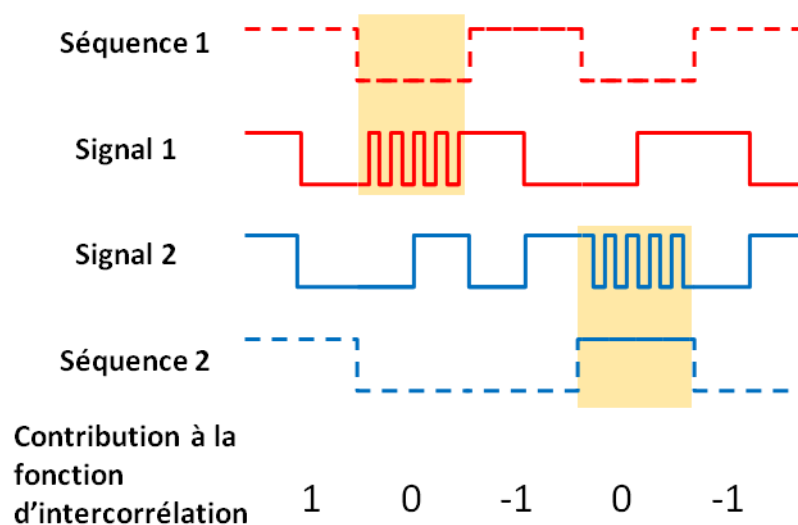 Séquence 1
Signal 1
Signal 2
Séquence 2
Contribution à la
fonction
d'intercorrélation
1 0 -1 0 -1